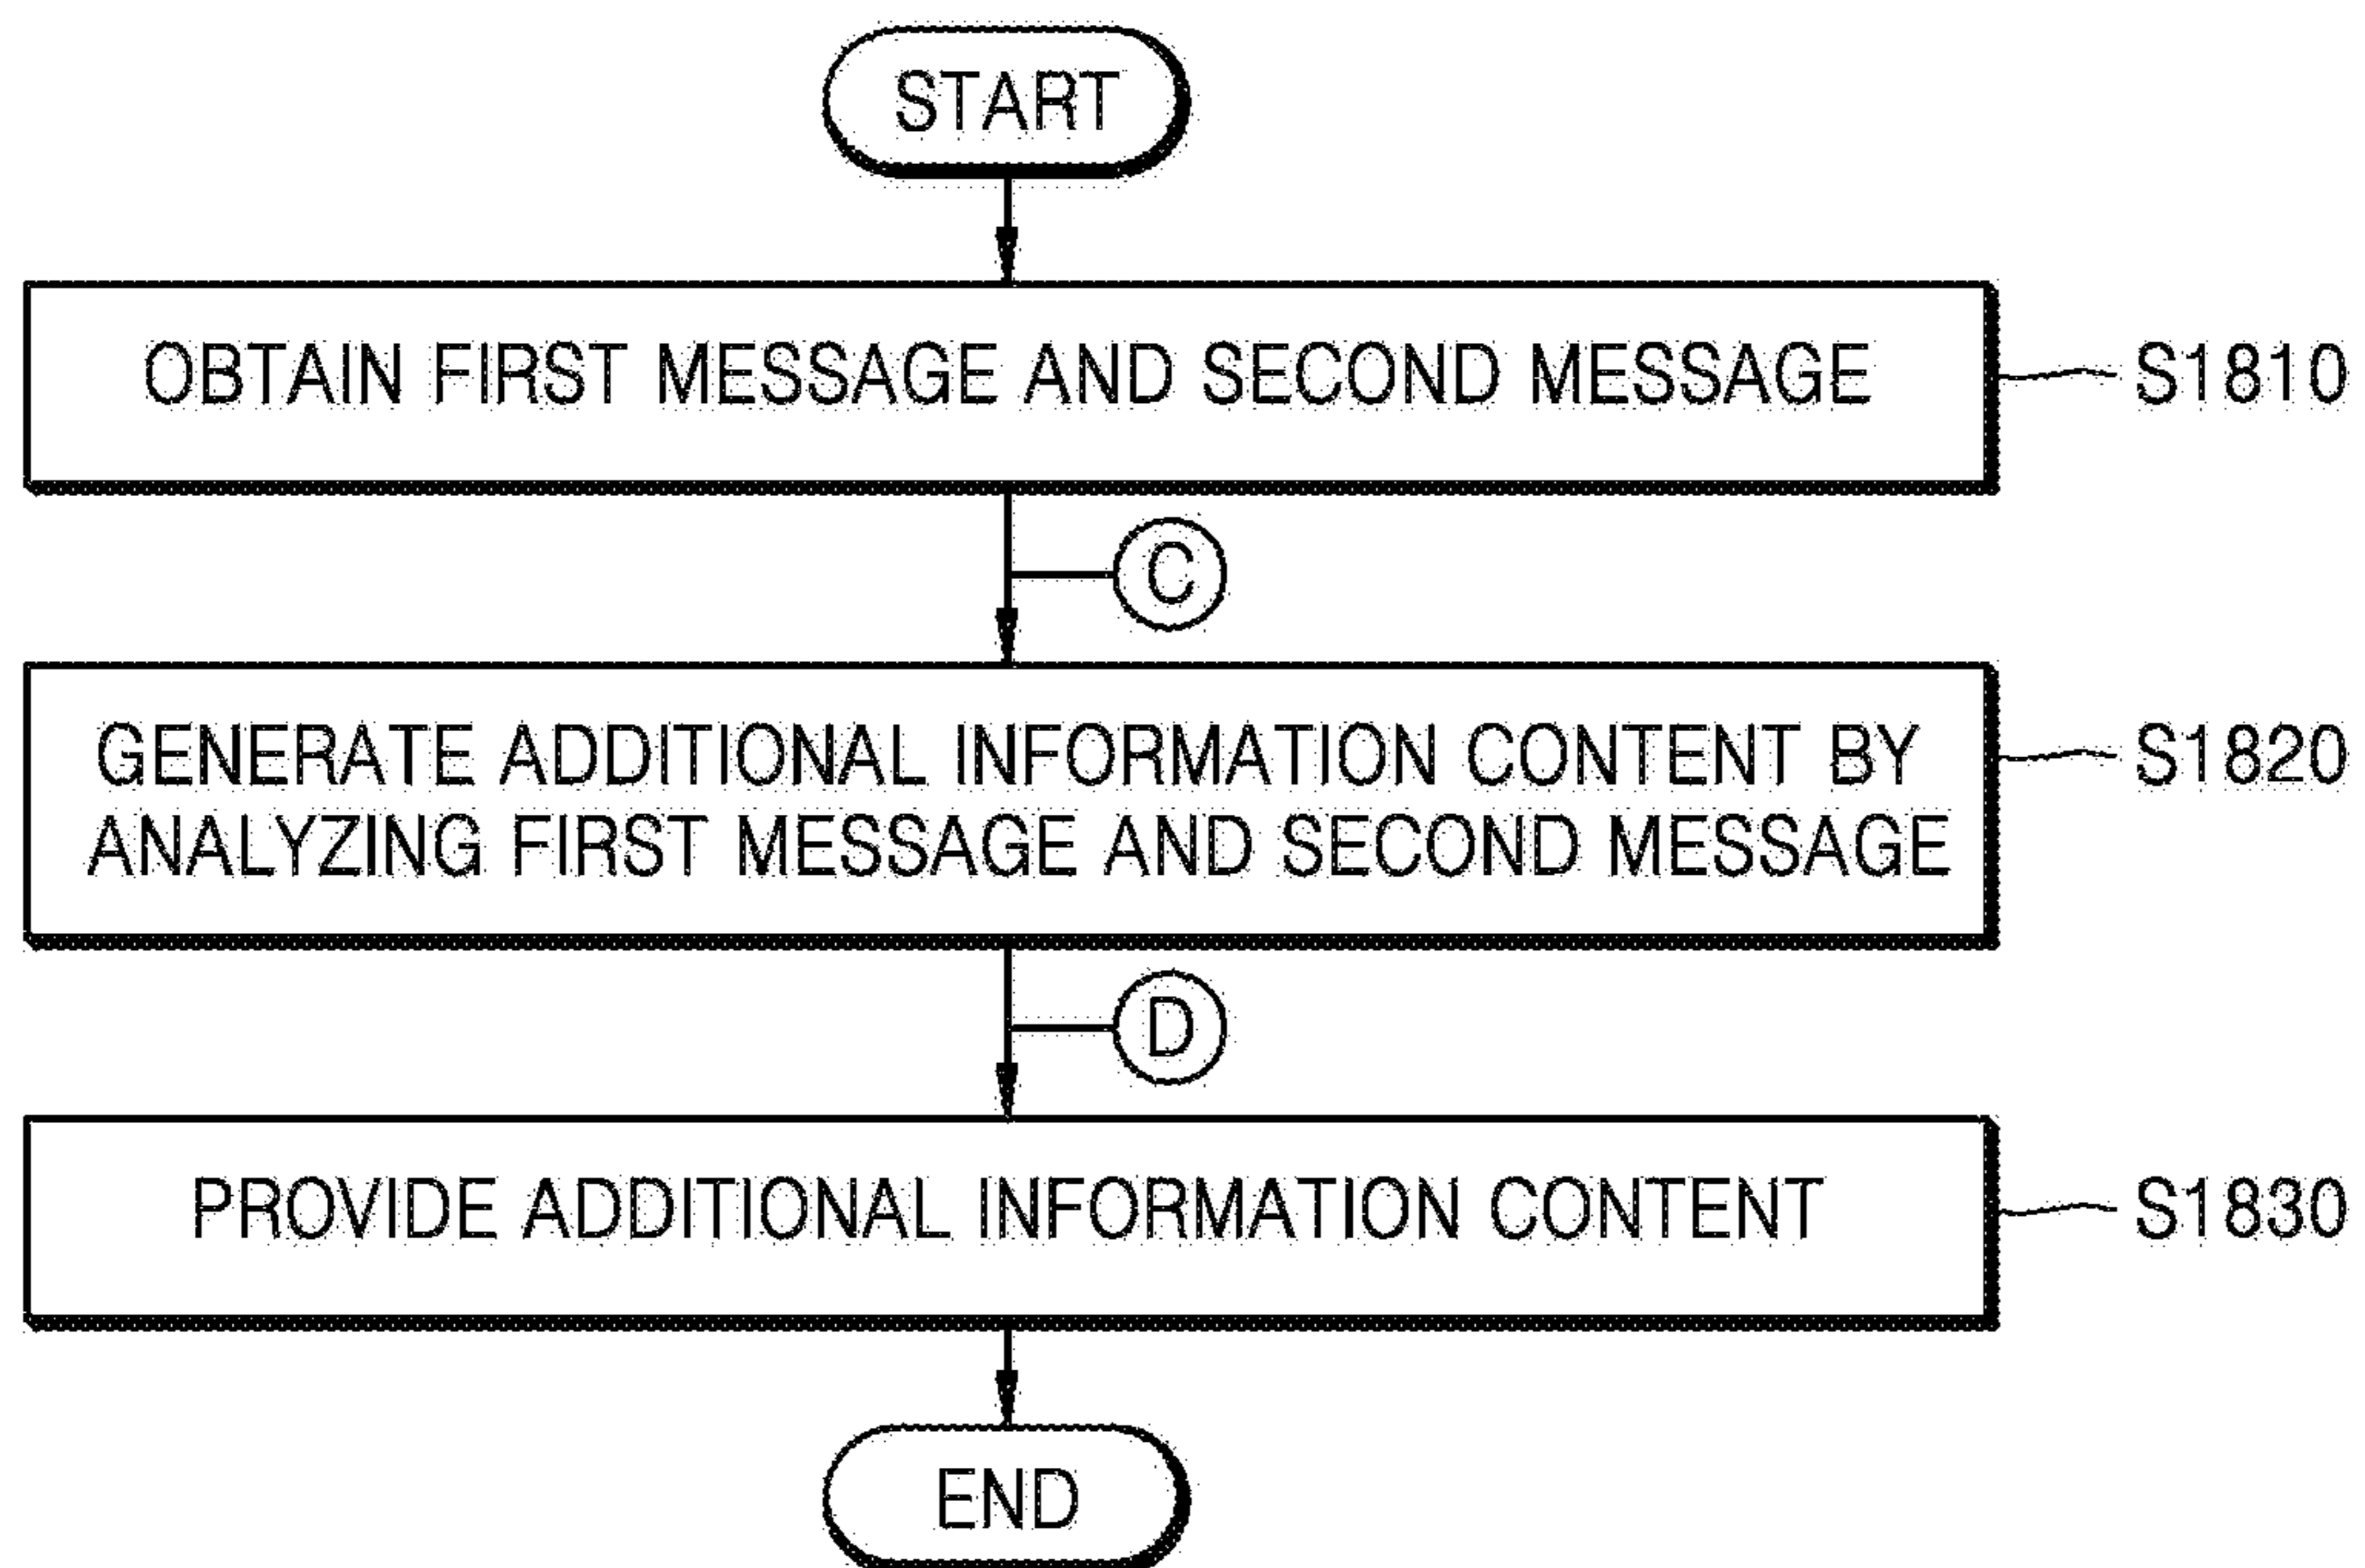 START
OBTAIN FIRST MESSAGE AND SECOND MESSAGE
S1810
C
GENERATE ADDITIONAL INFORMATION CONTENT BY
ANALYZING FIRST MESSAGE AND SECOND MESSAGE
S1820
D
PROVIDE ADDITIONAL INFORMATION CONTENT
S1830
END